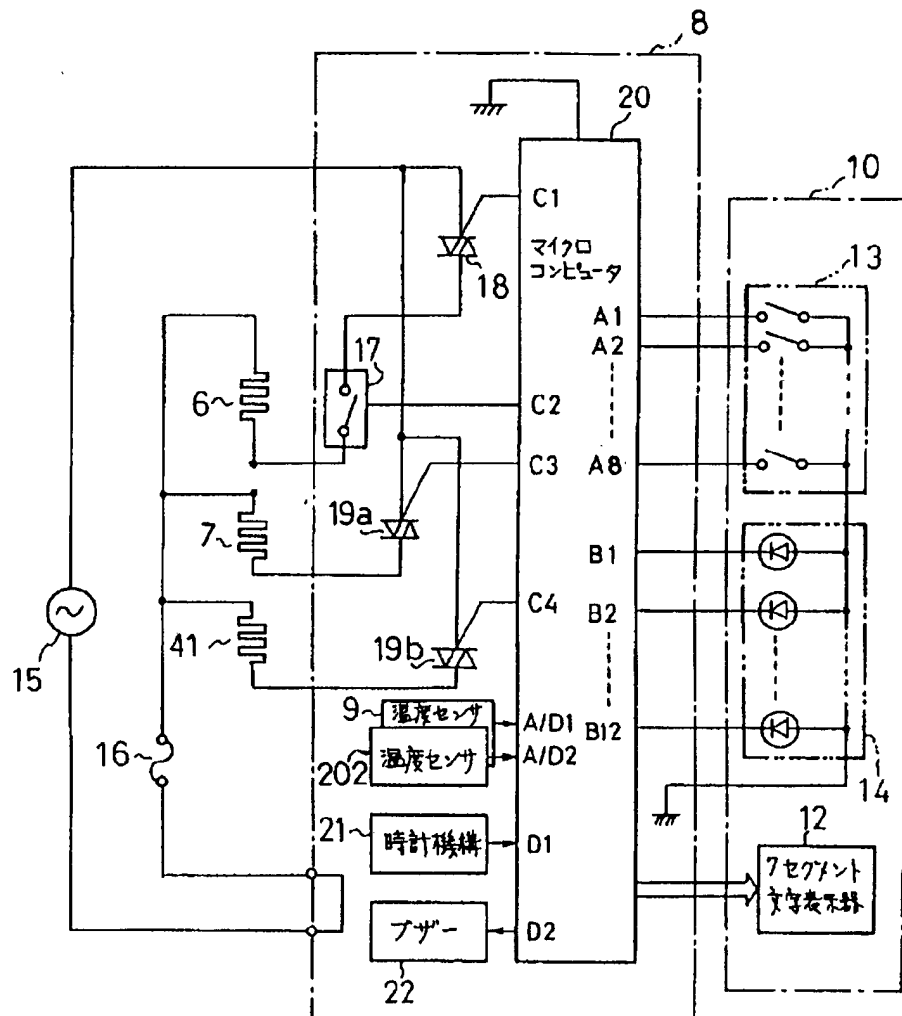 8
20
10
C1
マイクロ
コンピュータ
18
13
A1
A2
17
6
C2
C3
A8
19a
7
B1
C4
B2
15
41
19b
9
温度センサ
A/D1
B12
16
202
温度センサ
A/D2
14
21
時計機構
D1
12
7セグメント
文字表示器
ブザー
D2
22